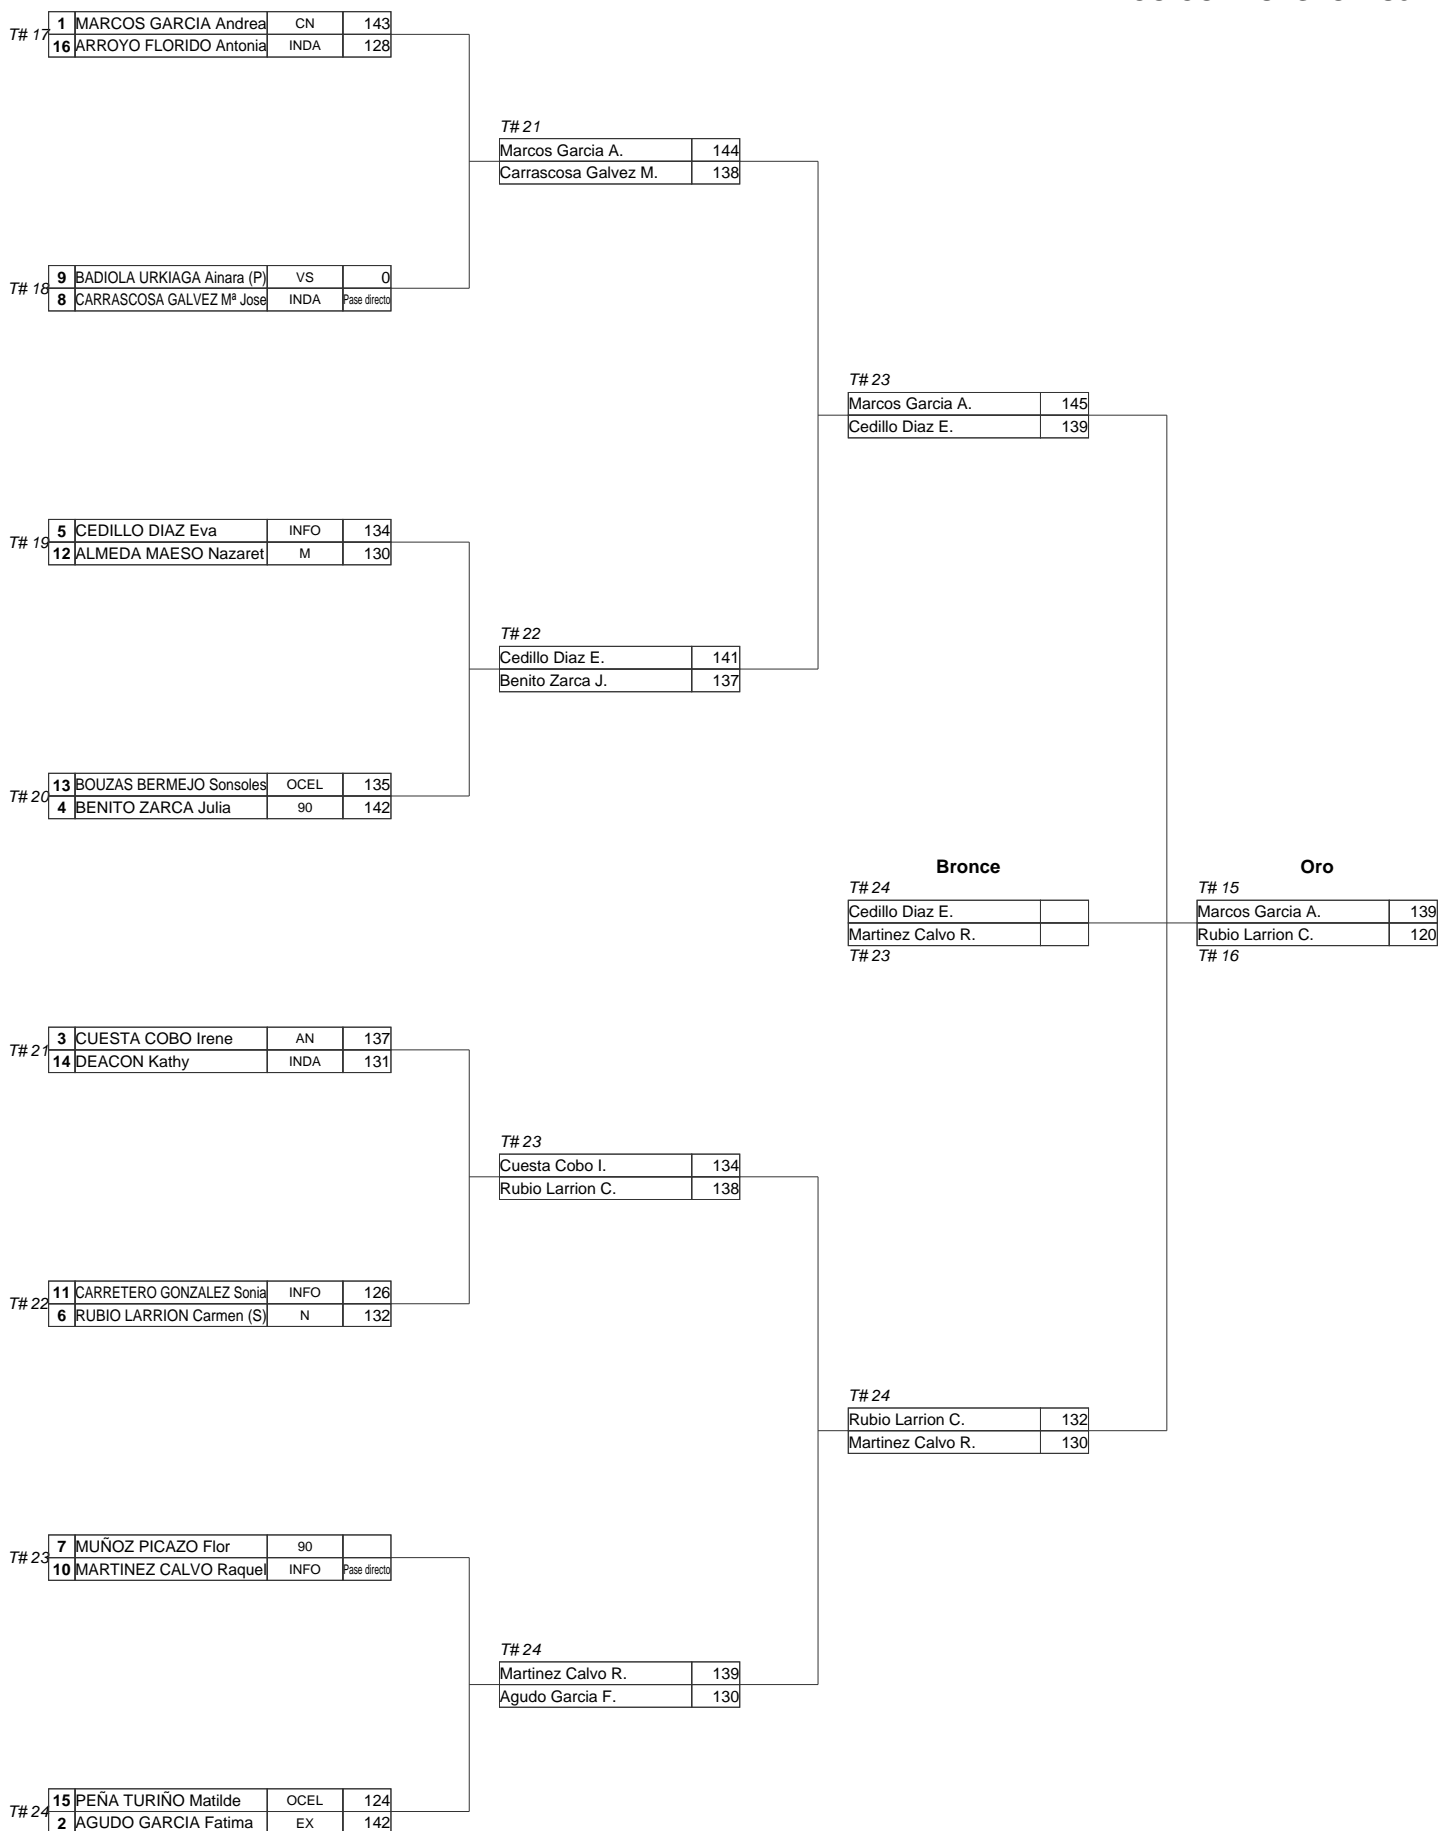 T# 17
1 MARCOS GARCIA Andrea CN 143
16 ARROYO FLORIDO Antonia INDA 128
T# 21
Marcos Garcia A. 144
Carrascosa Galvez M. 138
T# 18
9 BADIOLA URKIAGA Ainara (P) VS 0
8 CARRASCOSA GALVEZ Mª Jose INDA Pase directo
T# 23
Marcos Garcia A. 145
Cedillo Diaz E. 139
T# 19
5 CEDILLO DIAZ Eva INFO 134
12 ALMEDA MAESO Nazaret M 130
T# 22
Cedillo Diaz E. 141
Benito Zarca J. 137
T# 20
13 BOUZAS BERMEJO Sonsoles OCEL 135
4 BENITO ZARCA Julia 90 142
Bronce Oro
T# 24 T# 15
Cedillo Diaz E. Marcos Garcia A. 139
Martinez Calvo R. Rubio Larrion C. 120
T# 23 T# 16
T# 21
3 CUESTA COBO Irene AN 137
14 DEACON Kathy INDA 131
T# 23
Cuesta Cobo I. 134
Rubio Larrion C. 138
T# 22
11 CARRETERO GONZALEZ Sonia INFO 126
6 RUBIO LARRION Carmen (S) N 132
T# 24
Rubio Larrion C. 132
Martinez Calvo R. 130
T# 23
7 MUÑOZ PICAZO Flor 90
10 MARTINEZ CALVO Raquel INFO Pase directo
T# 24
Martinez Calvo R. 139
Agudo Garcia F. 130
T# 24
15 PEÑA TURIÑO Matilde OCEL 124
2 AGUDO GARCIA Fatima EX 142